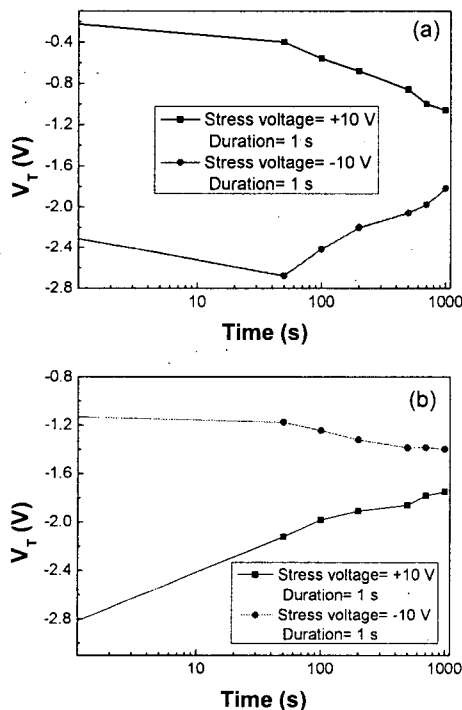 (a)
-0.4
-0.8
-1.2
-1.6
-2.0
-2.4
-2.8
V_T (V)
Stress voltage= +10 V
Duration= 1 s
Stress voltage= -10 V
Duration= 1 s
10 100 1000
Time (s)
(b)
-0.8
-1.2
-1.6
-2.0
-2.4
-2.8
V_T (V)
Stress voltage= +10 V
Duration= 1 s
Stress voltage= -10 V
Duration= 1 s
10 100 1000
Time (s)